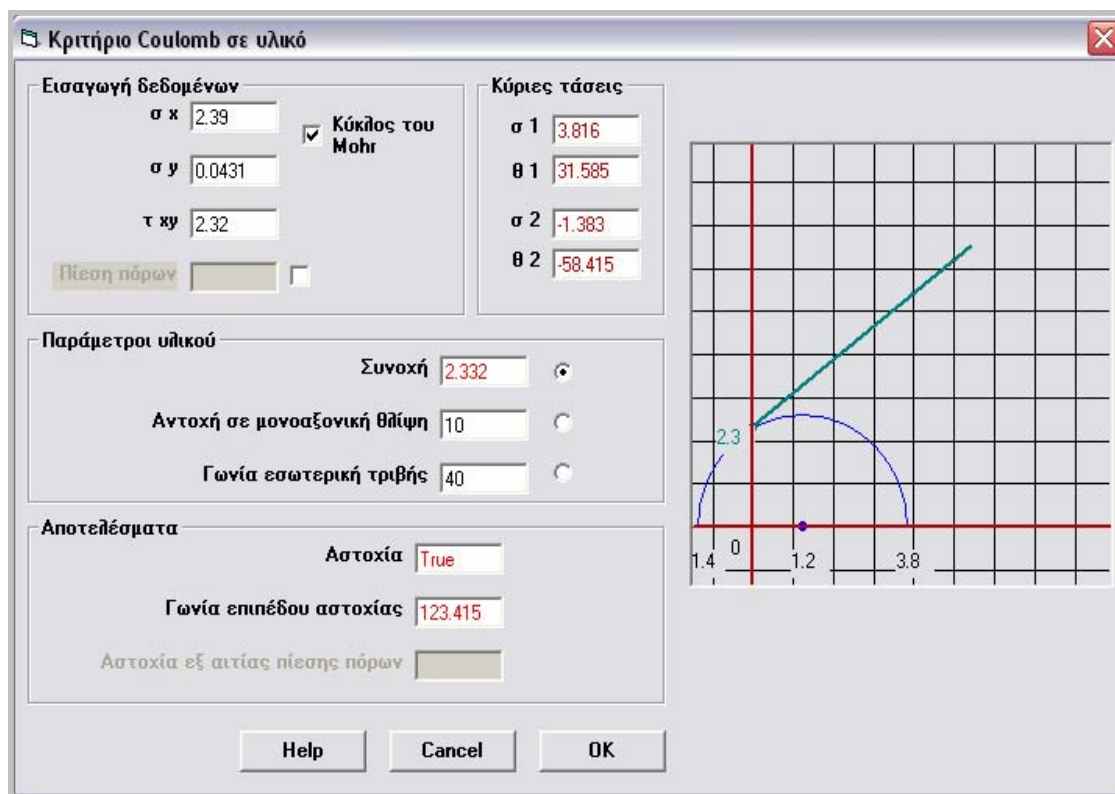 Κριτήριο Coulomb σε υλικό
Εισαγωγή δεδομένων
σ x 2.39
Κύκλος του
Mohr
σ y 0.0431
τ xy 2.32
Πίεση πόρων
Κύριες τάσεις
σ 1 3.816
θ 1 31.585
σ 2 -1.383
θ 2 -58.415
Παράμετροι υλικού
Συνοχή 2.332
Αντοχή σε μονοαξονική θλίψη 10
Γωνία εσωτερική τριβής 40
Αποτελέσματα
Αστοχία True
Γωνία επιπέδου αστοχίας 123.415
Αστοχία εξ αιτίας πίεσης πόρων
2.3
0
1.4 1.2 3.8
Help Cancel OK